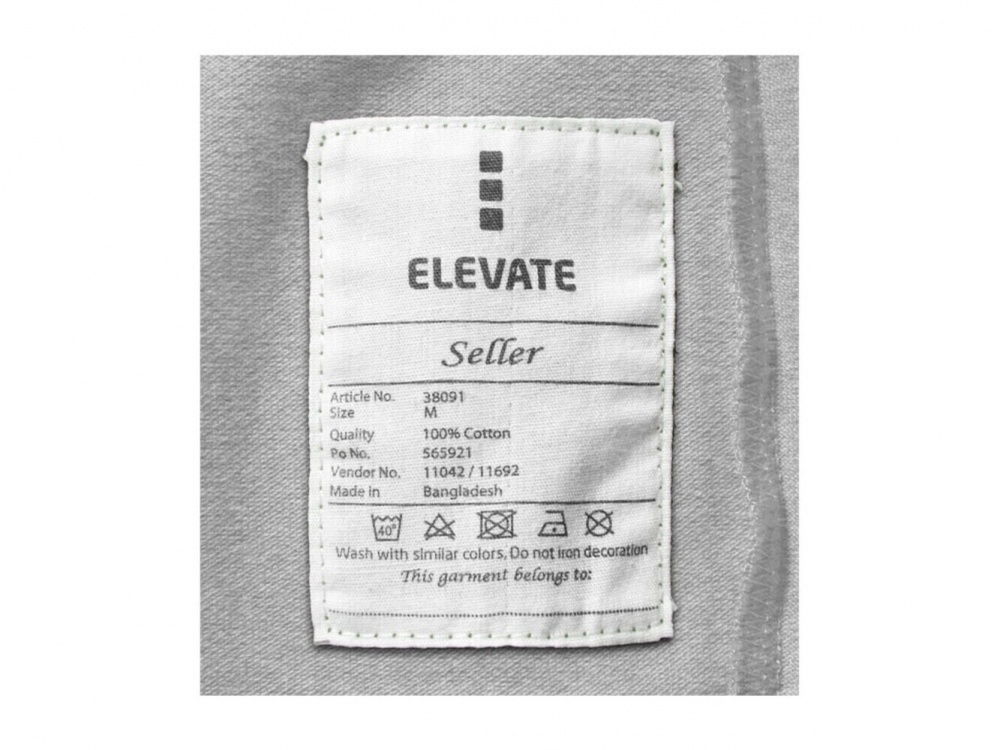 ELEVATE
Seller
Article No. 38091
Size M
Quality 100% Cotton
Po No. 565921
Vendor No. 11042 / 11692
Made in Bangladesh
40°
Wash with similar colors, Do not iron decoration
This garment belongs to: